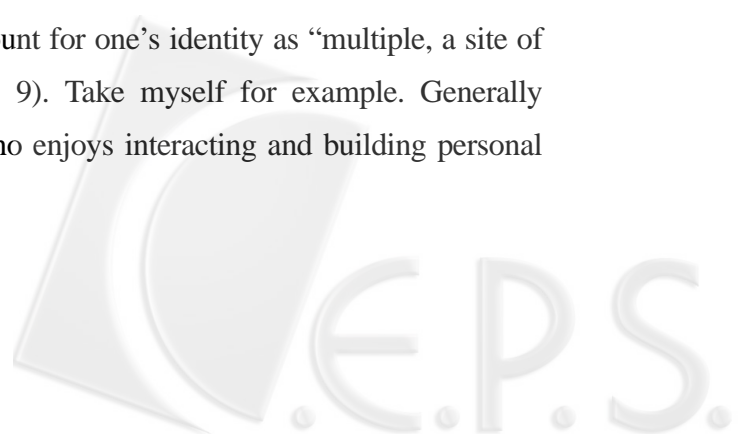 unt for one’s identity as “multiple, a site of
9). Take myself for example. Generally
o enjoys interacting and building personal
C.E.P.S.